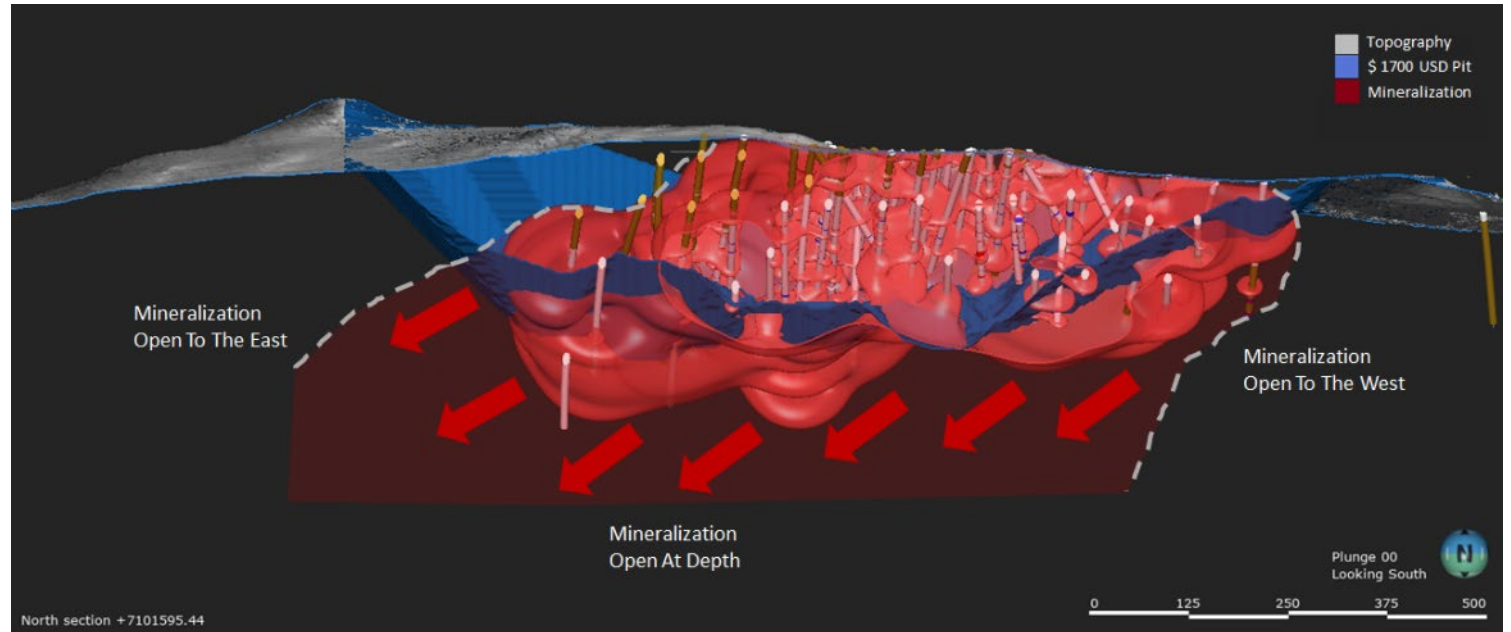 Topography
$ 1700 USD Pit
Mineralization
Mineralization
Open To The East
Mineralization
Open To The West
Mineralization
Open At Depth
Plunge 00
Looking South
N
0 125 250 375 500
North section +7101595.44